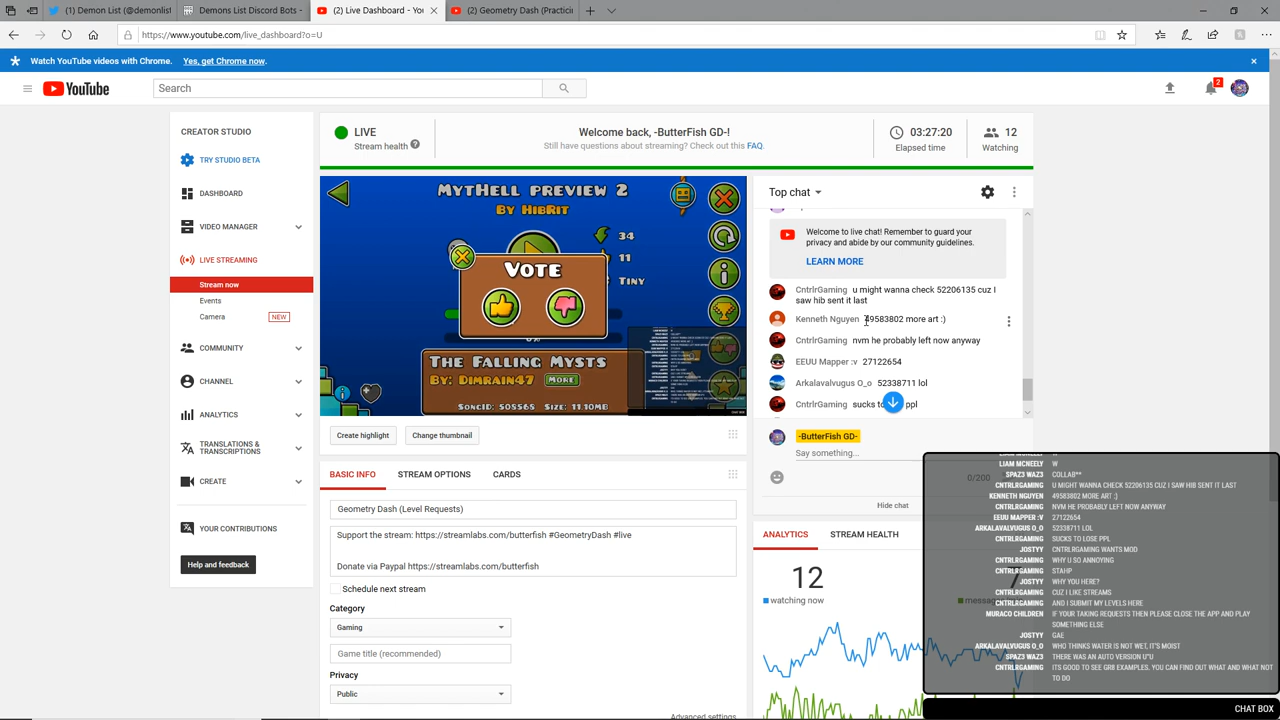 (1) Demon List (@demonlist
Demons List Discord Bots -
(2) Live Dashboard - You
(2) Geometry Dash (Practicin
https://www.youtube.com/live_dashboard?o=U
Watch YouTube videos with Chrome. Yes, get Chrome now.
YouTube
Search
2
CREATOR STUDIO
TRY STUDIO BETA
DASHBOARD
VIDEO MANAGER
LIVE STREAMING
Stream now
Events
Camera NEW
COMMUNITY
CHANNEL
ANALYTICS
TRANSLATIONS &
TRANSCRIPTIONS
CREATE
YOUR CONTRIBUTIONS
Help and feedback
LIVE
Stream health
Welcome back, -ButterFish GD-!
Still have questions about streaming? Check out this FAQ.
03:27:20
Elapsed time
12
Watching
MYTHELL PREVIEW 2
BY HIBRIT
34
11
TINY
VOTE
THE FALLING MYSTS
BY: DIMRAIN47 MORE
SONGID: 505565 SIZE: 11.10MB
Create highlight
Change thumbnail
BASIC INFO
STREAM OPTIONS
CARDS
Geometry Dash (Level Requests)
Support the stream: https://streamlabs.com/butterfish #GeometryDash #live
Donate via Paypal https://streamlabs.com/butterfish
Schedule next stream
Category
Gaming
Game title (recommended)
Privacy
Public
Advanced settings
Top chat
Welcome to live chat! Remember to guard your
privacy and abide by our community guidelines.
LEARN MORE
CntrlrGaming u might wanna check 52206135 cuz I
saw hib sent it last
Kenneth Nguyen 49583802 more art :)
CntrlrGaming nvm he probably left now anyway
EEUU Mapper :v 27122654
Arkalavalvugus O_o 52338711 lol
CntrlrGaming sucks to ppl
-ButterFish GD-
Say something...
0/200
Hide chat
ANALYTICS
STREAM HEALTH
12
watching now
7
LIAM MCNEELY W
SPAZ3 WAZ3 COLLAB**
CNTRLRGAMING U MIGHT WANNA CHECK 52206135 CUZ I SAW HIB SENT IT LAST
KENNETH NGUYEN 49583802 MORE ART :)
CNTRLRGAMING NVM HE PROBABLY LEFT NOW ANYWAY
EEUU MAPPER :V 27122654
ARKALAVALVUGUS O_O 52338711 LOL
CNTRLRGAMING SUCKS TO LOSE PPL
JOSTYY CNTRLRGAMING WANTS MOD
CNTRLRGAMING WHY U SO ANNOYING
CNTRLRGAMING STAHP
JOSTYY WHY YOU HERE?
CNTRLRGAMING CUZ I LIKE STREAMS
CNTRLRGAMING AND I SUBMIT MY LEVELS HERE
MURACO CHILDREN IF YOUR TAKING REQUESTS THEN PLEASE CLOSE THE APP AND PLAY
SOMETHING ELSE
JOSTYY GAE
ARKALAVALVUGUS O_O WHO THINKS WATER IS NOT WET, IT'S MOIST
SPAZ3 WAZ3 THERE WAS AN AUTO VERSION U"U
CNTRLRGAMING ITS GOOD TO SEE GRB EXAMPLES. YOU CAN FIND OUT WHAT AND WHAT NOT
TO DO
CHAT BOX